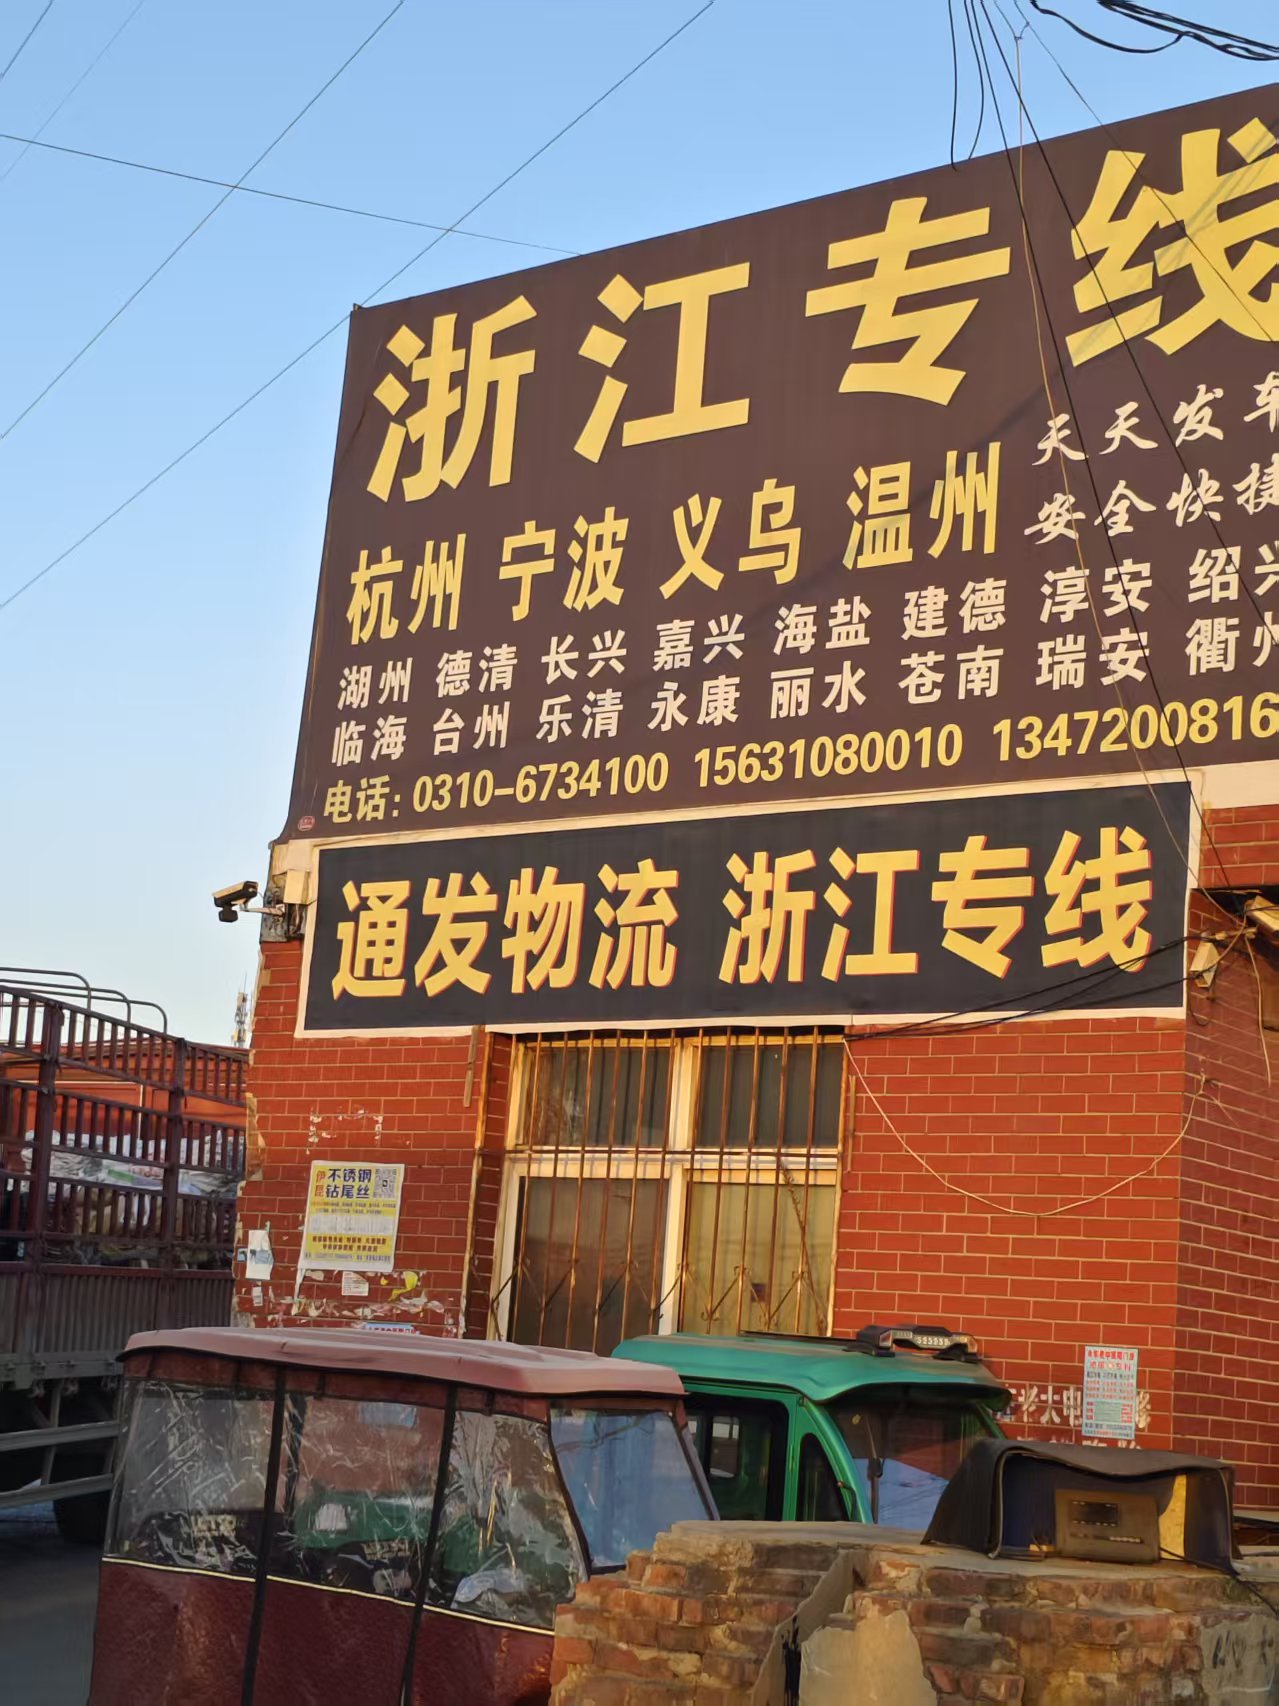 浙江专线
天天发车
安全快捷
杭州 宁波 义乌 温州
湖州 德清 长兴 嘉兴 海盐 建德 淳安 绍兴
临海 台州 乐清 永康 丽水 苍南 瑞安 衢州
电话: 0310-6734100 15631080010 1347200816
通发物流 浙江专线
不锈钢
钻尾丝